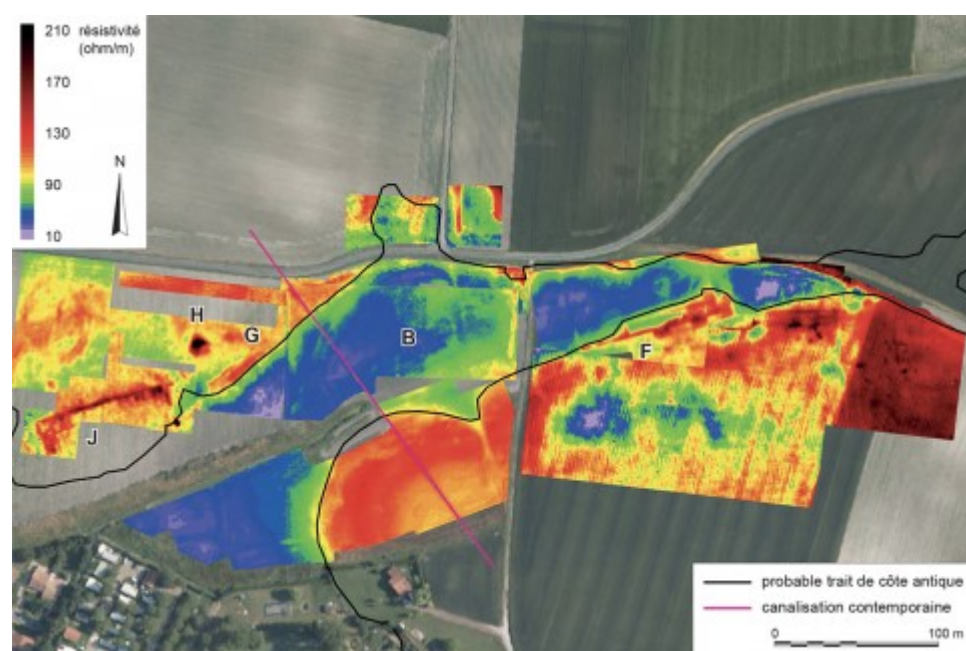 210 résistivité
(ohm/m)
170
130
90
10
N
H
G
B
F
J
probable trait de côte antique
canalisation contemporaine
0 100 m